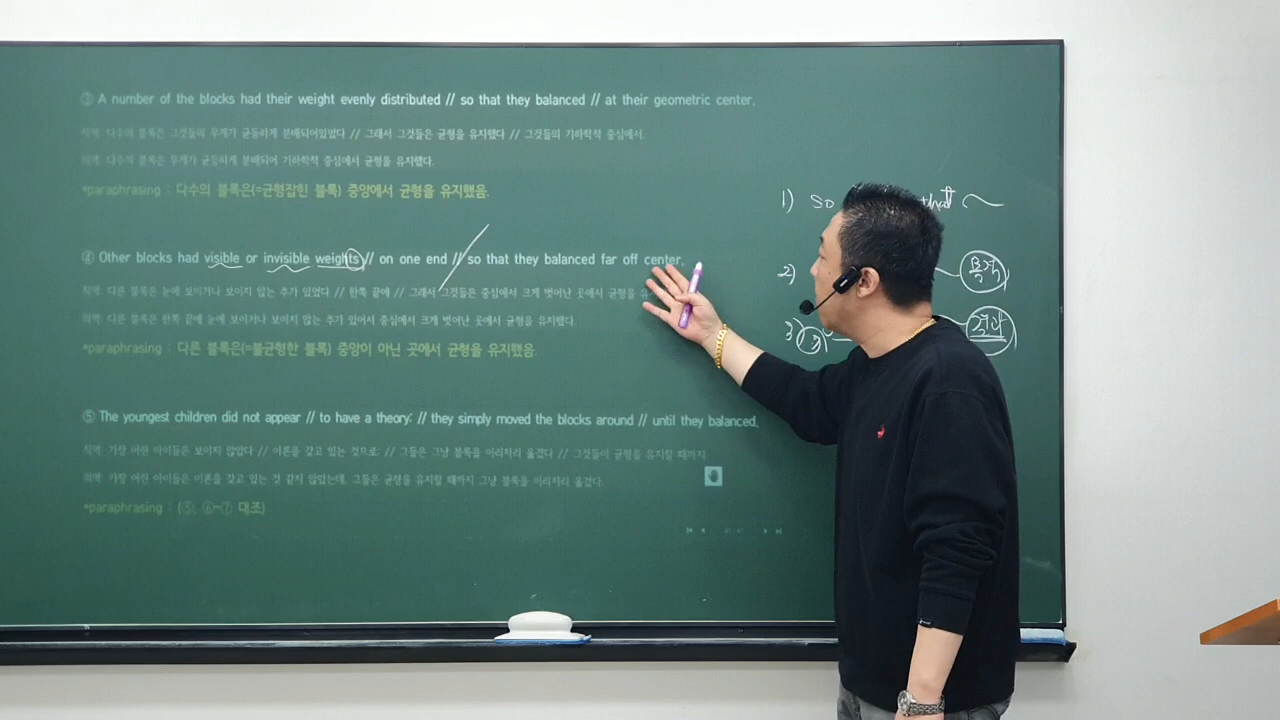 ③ A number of the blocks had their weight evenly distributed // so that they balanced // at their geometric center.
직역: 다수의 블록은 그것들의 무게가 균등하게 분배되어있었다 // 그래서 그것들은 균형을 유지했다 // 그것들의 기하학적 중심에서.
의역: 다수의 블록은 무게가 균등하게 분배되어 기하학적 중심에서 균형을 유지했다.
*paraphrasing : 다수의 블록은(=균형잡힌 블록) 중앙에서 균형을 유지했음.
④ Other blocks had visible or invisible weights // on one end // so that they balanced far off center.
직역: 다른 블록은 눈에 보이거나 보이지 않는 추가 있었다 // 한쪽 끝에 // 그래서 그것들은 중심에서 크게 벗어난 곳에서 균형을 유
의역: 다른 블록은 한쪽 끝에 눈에 보이거나 보이지 않는 추가 있어서 중심에서 크게 벗어난 곳에서 균형을 유지했다.
*paraphrasing : 다른 블록은(=불균형한 블록) 중앙이 아닌 곳에서 균형을 유지했음.
⑤ The youngest children did not appear // to have a theory; // they simply moved the blocks around // until they balanced.
직역: 가장 어린 아이들은 보이지 않았다 // 이론을 갖고 있는 것으로; // 그들은 그냥 블록을 이리저리 옮겼다 // 그것들이 균형을 유지할 때까지.
의역: 가장 어린 아이들은 이론을 갖고 있는 것 같지 않았는데, 그들은 균형을 유지할 때까지 그냥 블록을 이리저리 옮겼다.
*paraphrasing : (⑤, ⑥~⑦ 대조)
1) so that ~
2) 목적
3) 결과